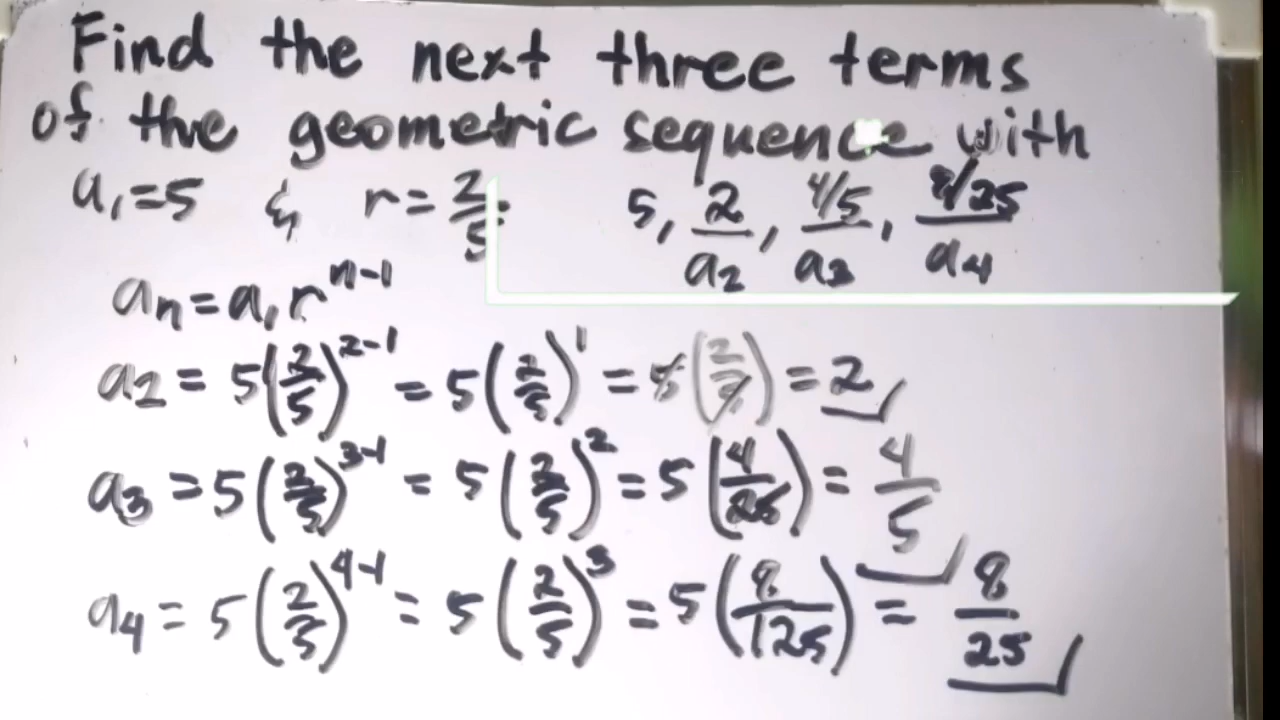 Find the next three terms
of the geometric sequence with
a₁=5 & r=2/5 5, 2/a₂, 4/5/a₃, 8/25/a₄
aₙ=a₁rⁿ⁻¹
a₂ = 5(2/5)²⁻¹ = 5(2/5)¹ = 5(2/5) = 2
a₃ = 5(2/5)³⁻¹ = 5(2/5)² = 5(4/25) = 4/5
a₄ = 5(2/5)⁴⁻¹ = 5(2/5)³ = 5(8/125) = 8/25